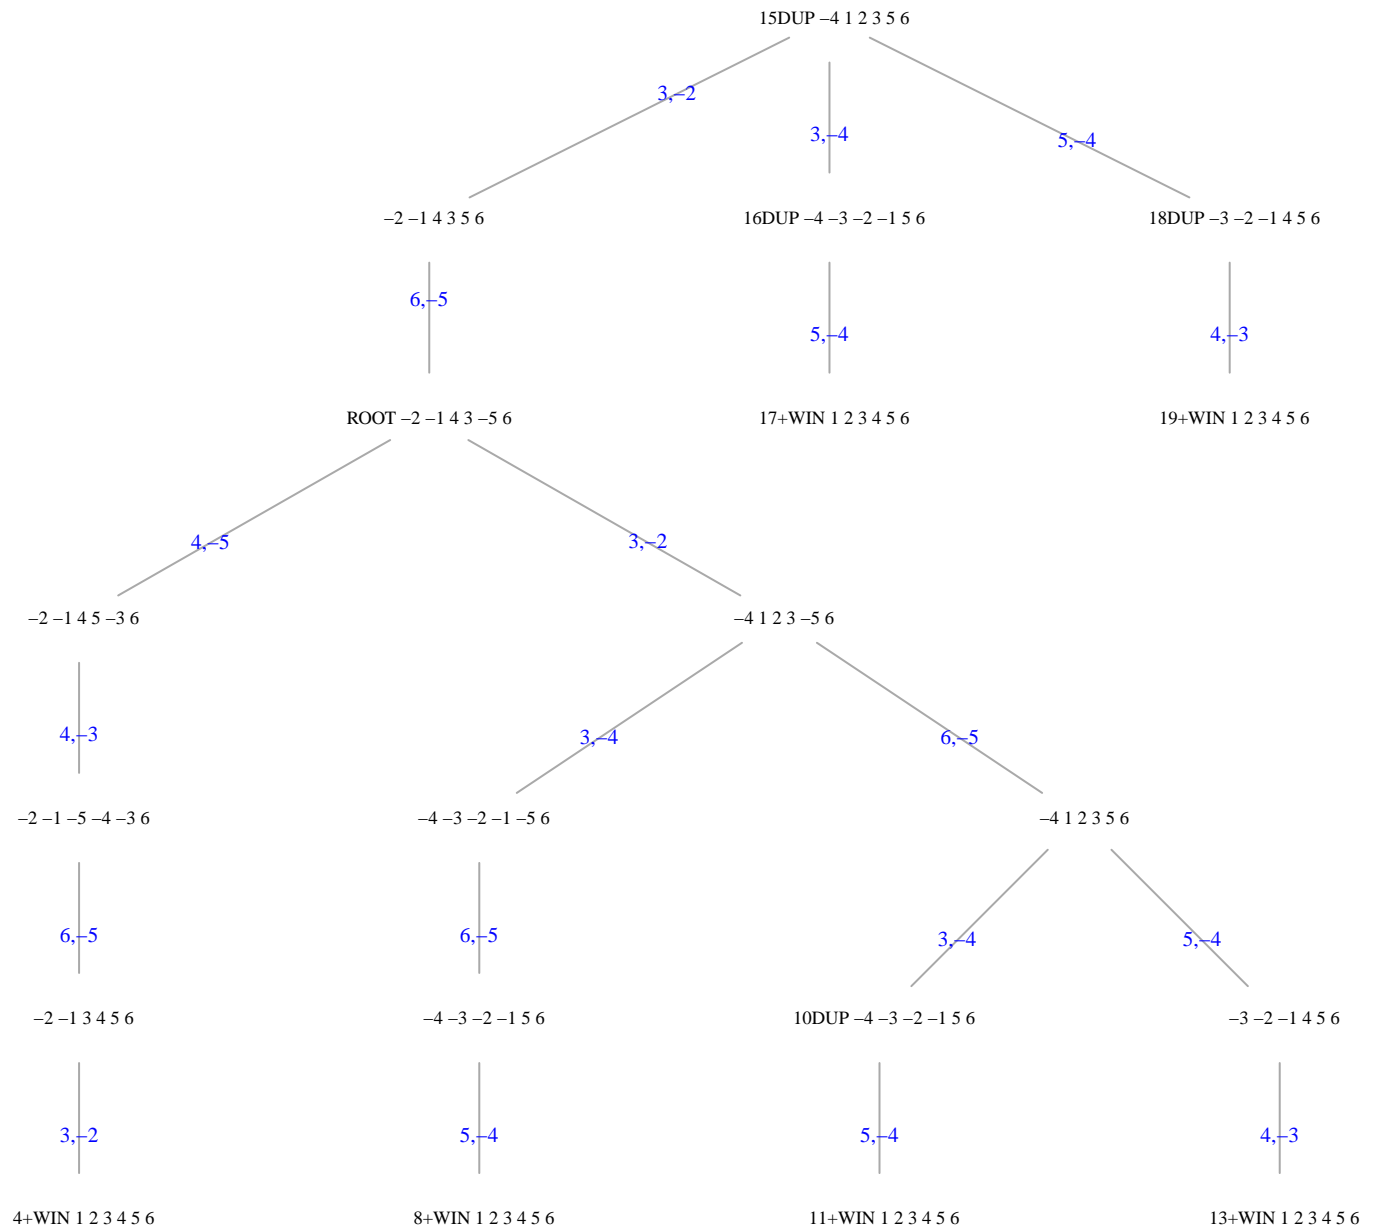 15DUP –4 1 2 3 5 6
3,–2
3,–4
5,–4
–2 –1 4 3 5 6
16DUP –4 –3 –2 –1 5 6
18DUP –3 –2 –1 4 5 6
6,–5
5,–4
4,–3
ROOT –2 –1 4 3 –5 6
17+WIN 1 2 3 4 5 6
19+WIN 1 2 3 4 5 6
4,–5
3,–2
–2 –1 4 5 –3 6
–4 1 2 3 –5 6
4,–3
3,–4
6,–5
–2 –1 –5 –4 –3 6
–4 –3 –2 –1 –5 6
–4 1 2 3 5 6
6,–5
6,–5
3,–4
5,–4
–2 –1 3 4 5 6
–4 –3 –2 –1 5 6
10DUP –4 –3 –2 –1 5 6
–3 –2 –1 4 5 6
3,–2
5,–4
5,–4
4,–3
4+WIN 1 2 3 4 5 6
8+WIN 1 2 3 4 5 6
11+WIN 1 2 3 4 5 6
13+WIN 1 2 3 4 5 6